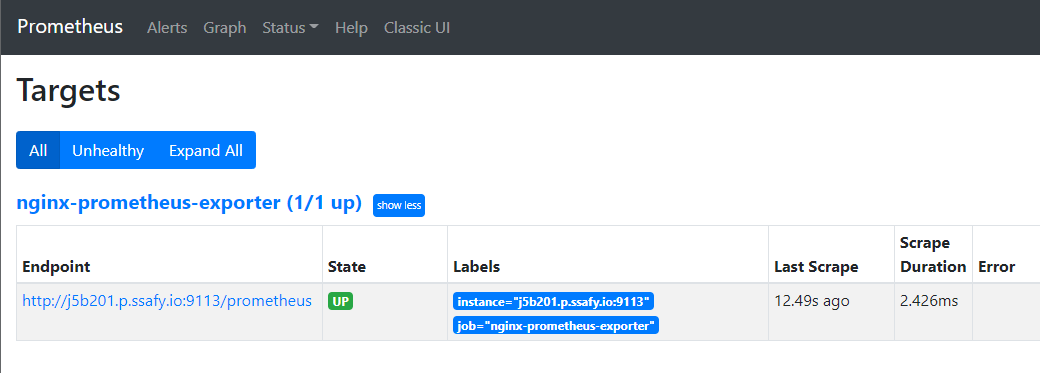 Prometheus Alerts Graph Status Help Classic UI
Targets
All Unhealthy Expand All
nginx-prometheus-exporter (1/1 up) show less
Endpoint State Labels Last Scrape Scrape Duration Error
http://j5b201.p.ssafy.io:9113/prometheus UP instance="j5b201.p.ssafy.io:9113" 12.49s ago 2.426ms
job="nginx-prometheus-exporter"